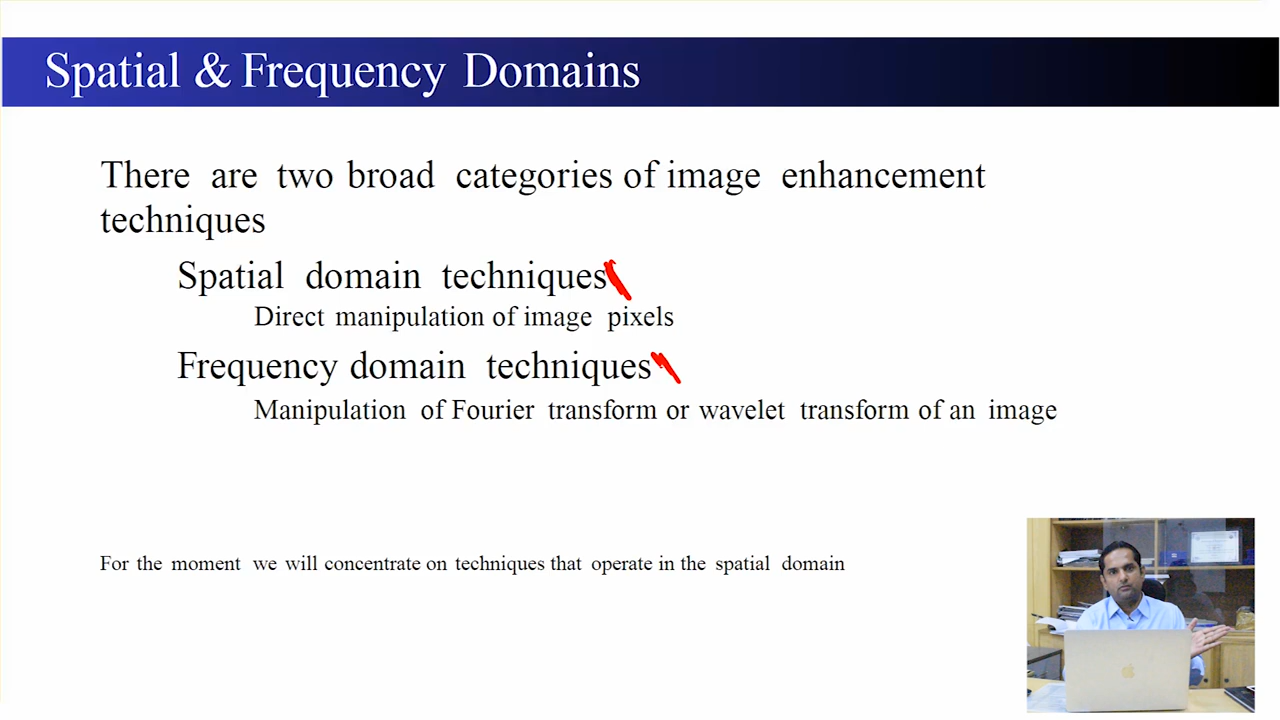 Spatial & Frequency Domains
There are two broad categories of image enhancement
techniques
Spatial domain techniques
Direct manipulation of image pixels
Frequency domain techniques
Manipulation of Fourier transform or wavelet transform of an image
For the moment we will concentrate on techniques that operate in the spatial domain